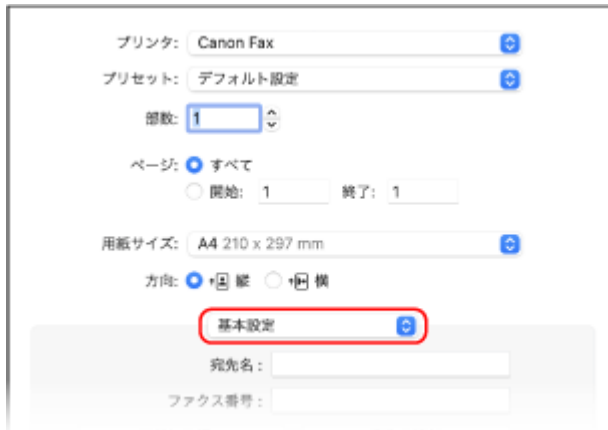 プリンタ: Canon Fax
プリセット: デフォルト設定
部数: 1
ページ: すべて
開始: 1 終了: 1
用紙サイズ: A4 210 x 297 mm
方向: 縦 横
基本設定
宛先名 :
ファクス番号 :